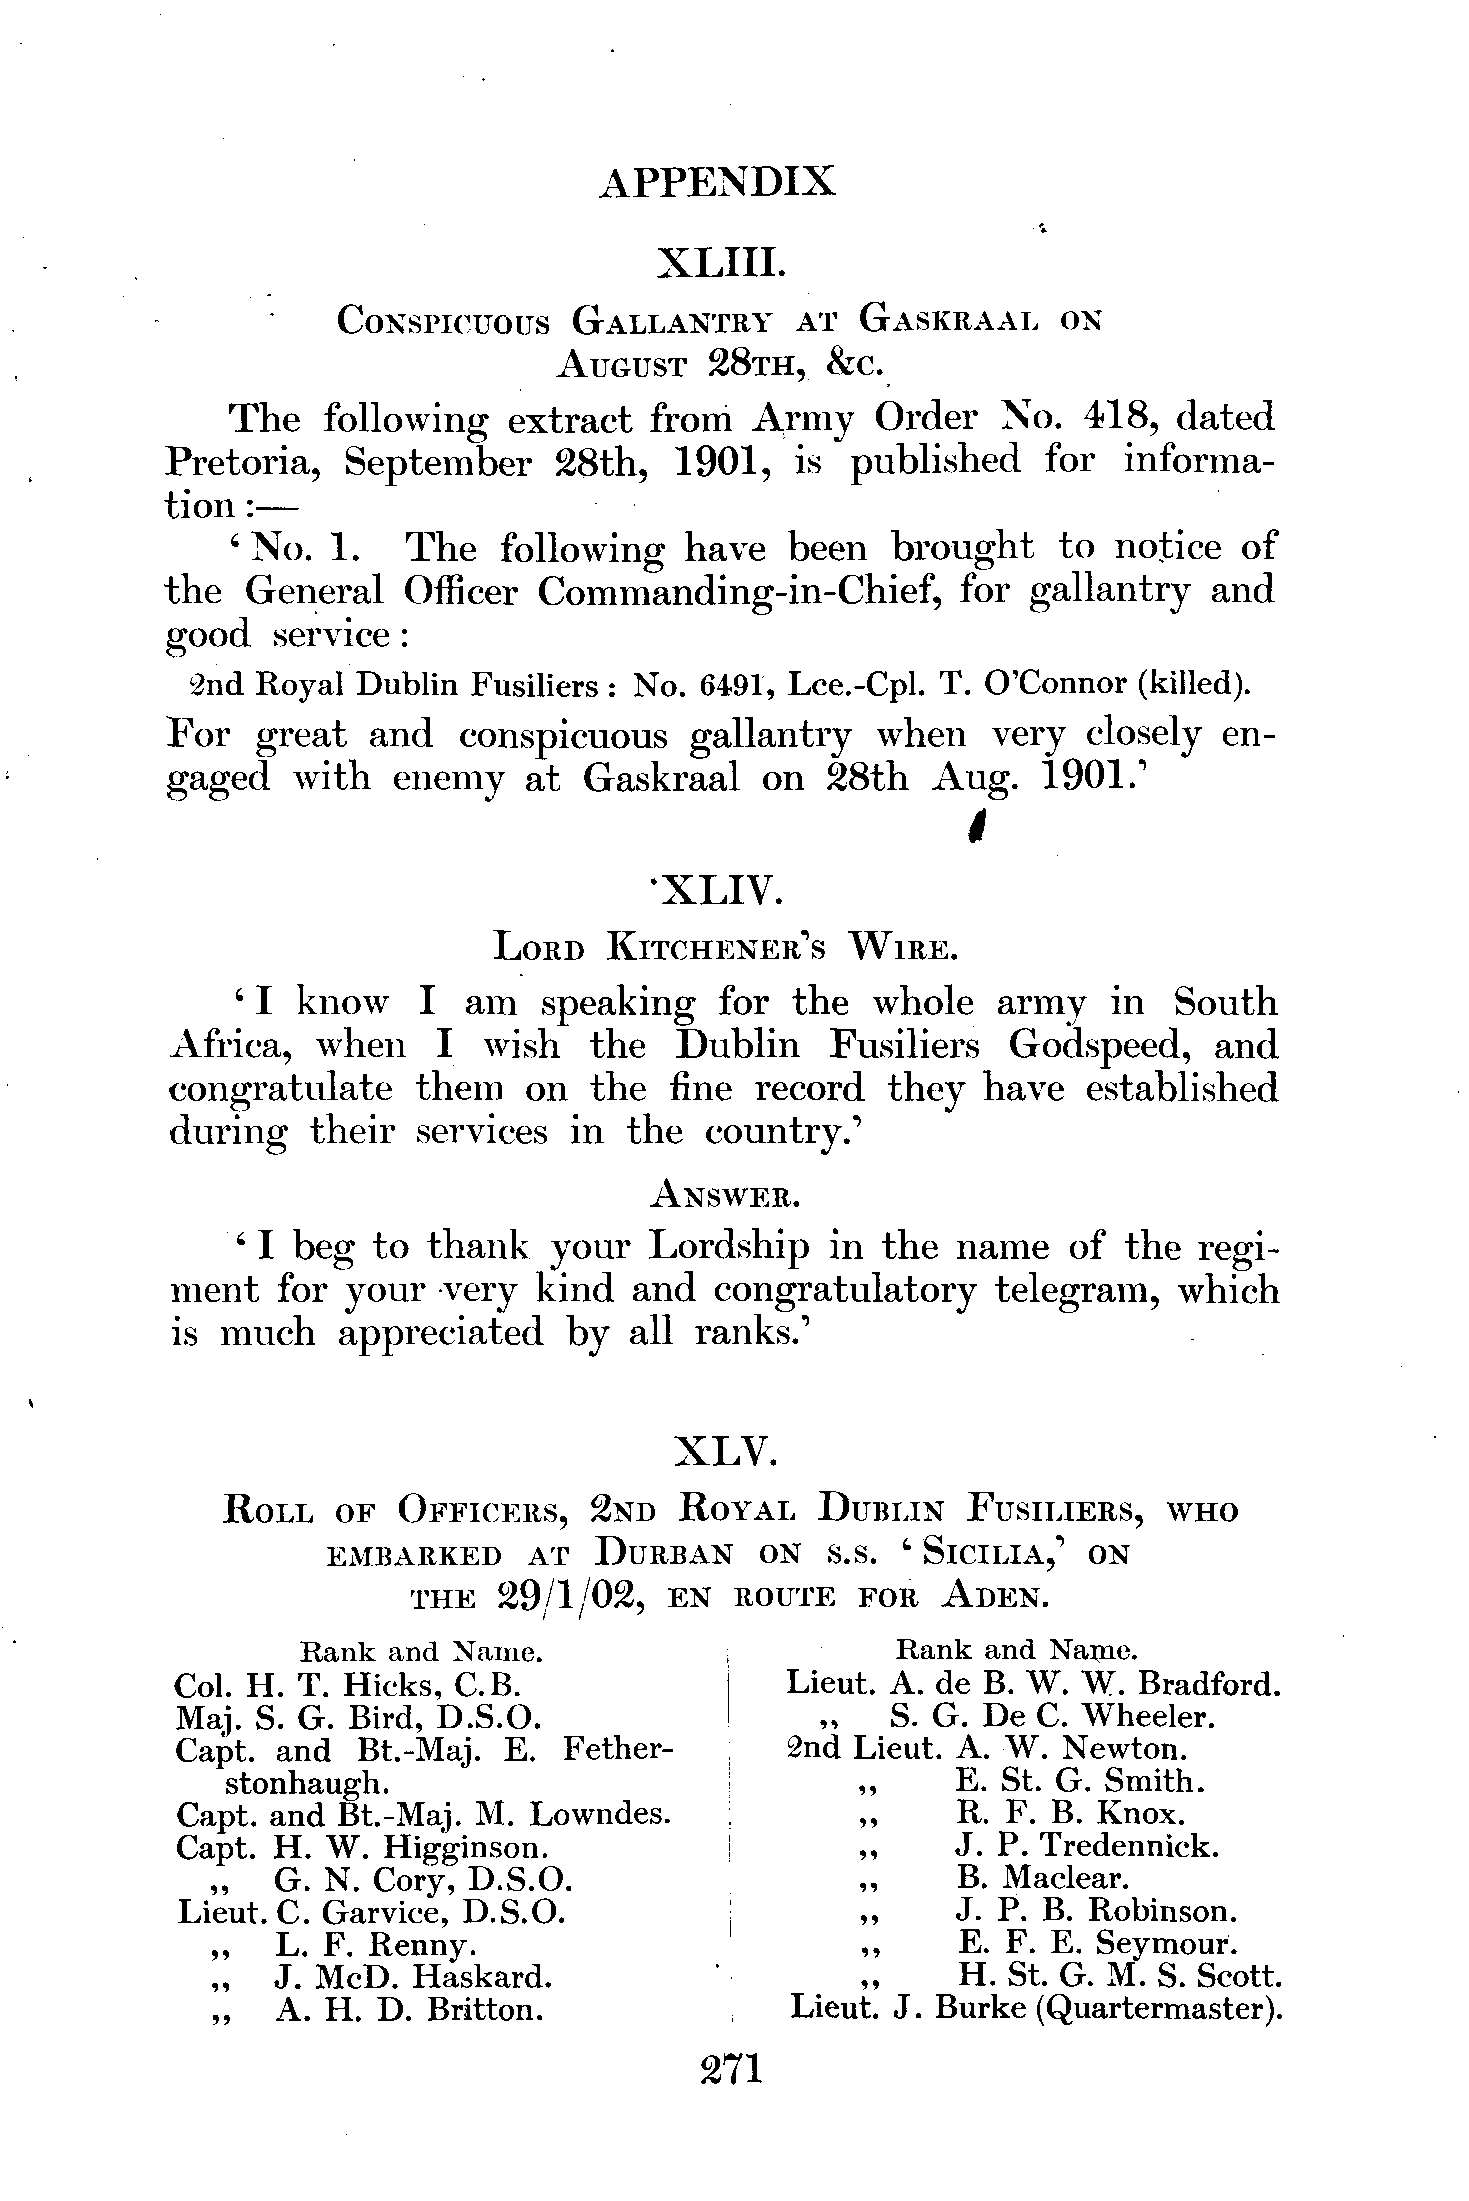 APPENDIX
XLIII.
Conspicuous Gallantry at Gaskraal on
August 28th, &c.
The following extract from Army Order No. 418, dated
Pretoria, September 28th, 1901, is published for informa-
tion :—
‘ No. 1. The following have been brought to notice of
the General Officer Commanding-in-Chief, for gallantry and
good service :
2nd Royal Dublin Fusiliers : No. 6491, Lce.-Cpl. T. O’Connor (killed).
For great and conspicuous gallantry when very closely en-
gaged with enemy at Gaskraal on 28th Aug. 1901.’
XLIV.
Lord Kitchener’s Wire.
‘ I know I am speaking for the whole army in South
Africa, when I wish the Dublin Fusiliers Godspeed, and
congratulate them on the fine record they have established
during their services in the country.’
Answer.
‘ I beg to thank your Lordship in the name of the regi-
ment for your very kind and congratulatory telegram, which
is much appreciated by all ranks.’
XLV.
Roll of Officers, 2nd Royal Dublin Fusiliers, who
embarked at Durban on s.s. ‘ Sicilia,’ on
the 29/1/02, en route for Aden.
Rank and Name.
Col. H. T. Hicks, C.B.
Maj. S. G. Bird, D.S.O.
Capt. and Bt.-Maj. E. Fether-
stonhaugh.
Capt. and Bt.-Maj. M. Lowndes.
Capt. H. W. Higginson.
„ G. N. Cory, D.S.O.
Lieut. C. Garvice, D.S.O.
„ L. F. Renny.
„ J. McD. Haskard.
„ A. H. D. Britton.
Rank and Name.
Lieut. A. de B. W. W. Bradford.
„ S. G. De C. Wheeler.
2nd Lieut. A. W. Newton.
„ E. St. G. Smith.
„ R. F. B. Knox.
„ J. P. Tredennick.
„ B. Maclear.
„ J. P. B. Robinson.
„ E. F. E. Seymour.
„ H. St. G. M. S. Scott.
Lieut. J. Burke (Quartermaster).
271